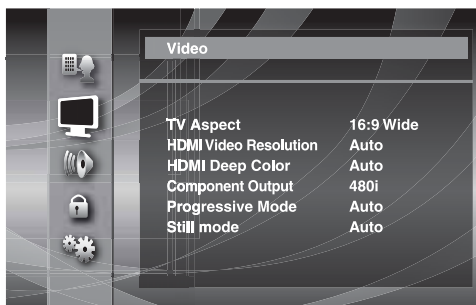 Video
TV Aspect 16:9 Wide
HDMI Video Resolution Auto
HDMI Deep Color Auto
Component Output 480i
Progressive Mode Auto
Still mode Auto